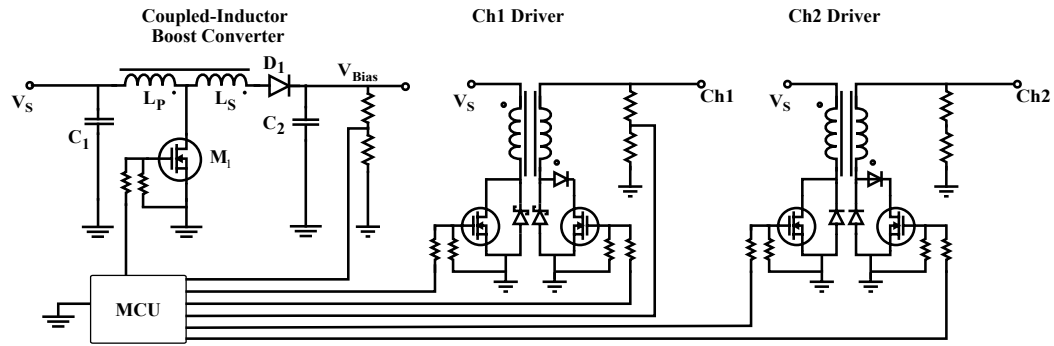 Coupled-Inductor
Boost Converter
Ch1 Driver
Ch2 Driver
V_S
L_P
L_S
D_1
V_Bias
C_1
C_2
M_1
V_S
Ch1
V_S
Ch2
MCU